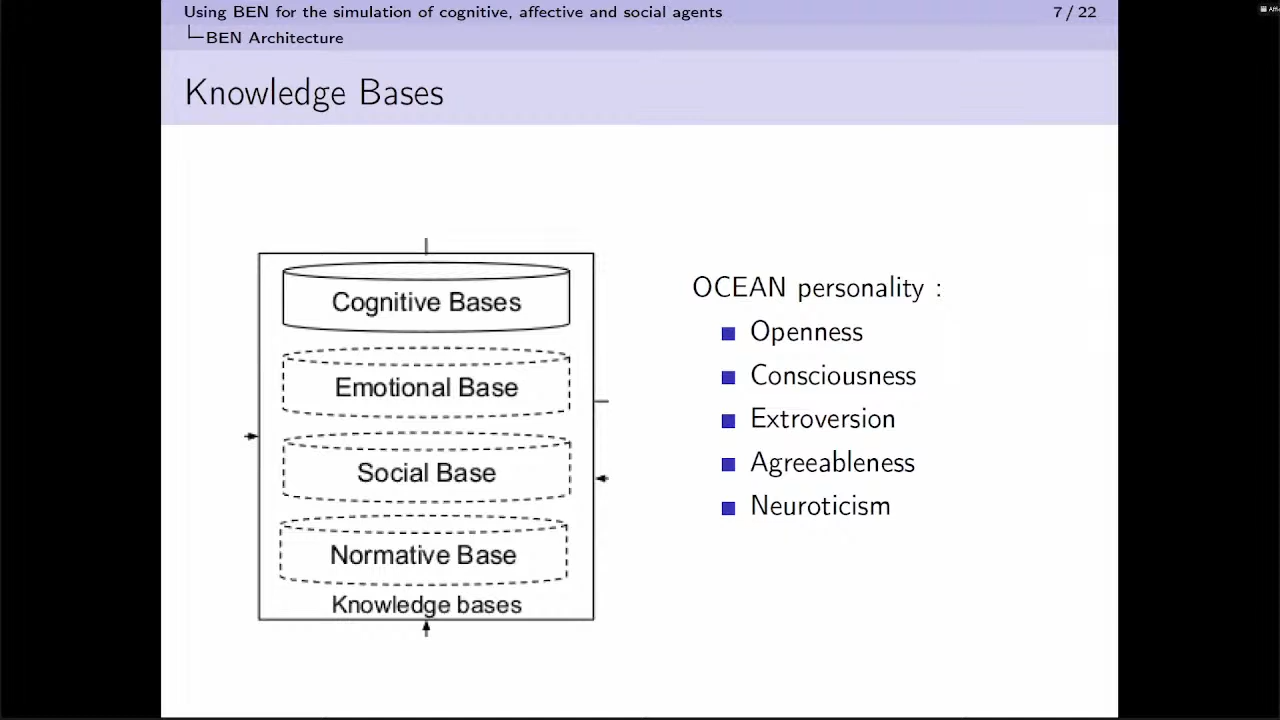 Using BEN for the simulation of cognitive, affective and social agents
7 / 22
BEN Architecture
Knowledge Bases
Cognitive Bases
Emotional Base
Social Base
Normative Base
Knowledge bases
OCEAN personality :
Openness
Consciousness
Extroversion
Agreeableness
Neuroticism